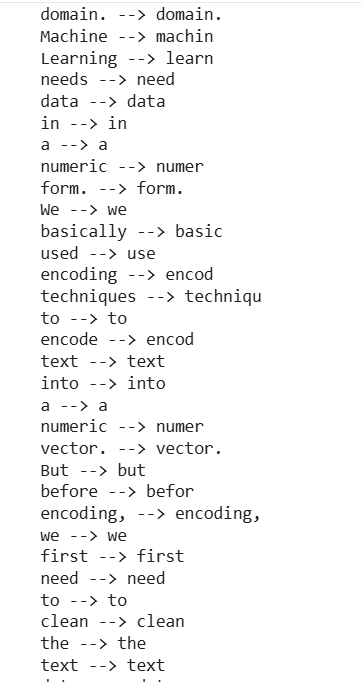 domain. --> domain.
Machine --> machin
Learning --> learn
needs --> need
data --> data
in --> in
a --> a
numeric --> numer
form. --> form.
We --> we
basically --> basic
used --> use
encoding --> encod
techniques --> techniqu
to --> to
encode --> encod
text --> text
into --> into
a --> a
numeric --> numer
vector. --> vector.
But --> but
before --> befor
encoding, --> encoding,
we --> we
first --> first
need --> need
to --> to
clean --> clean
the --> the
text --> text